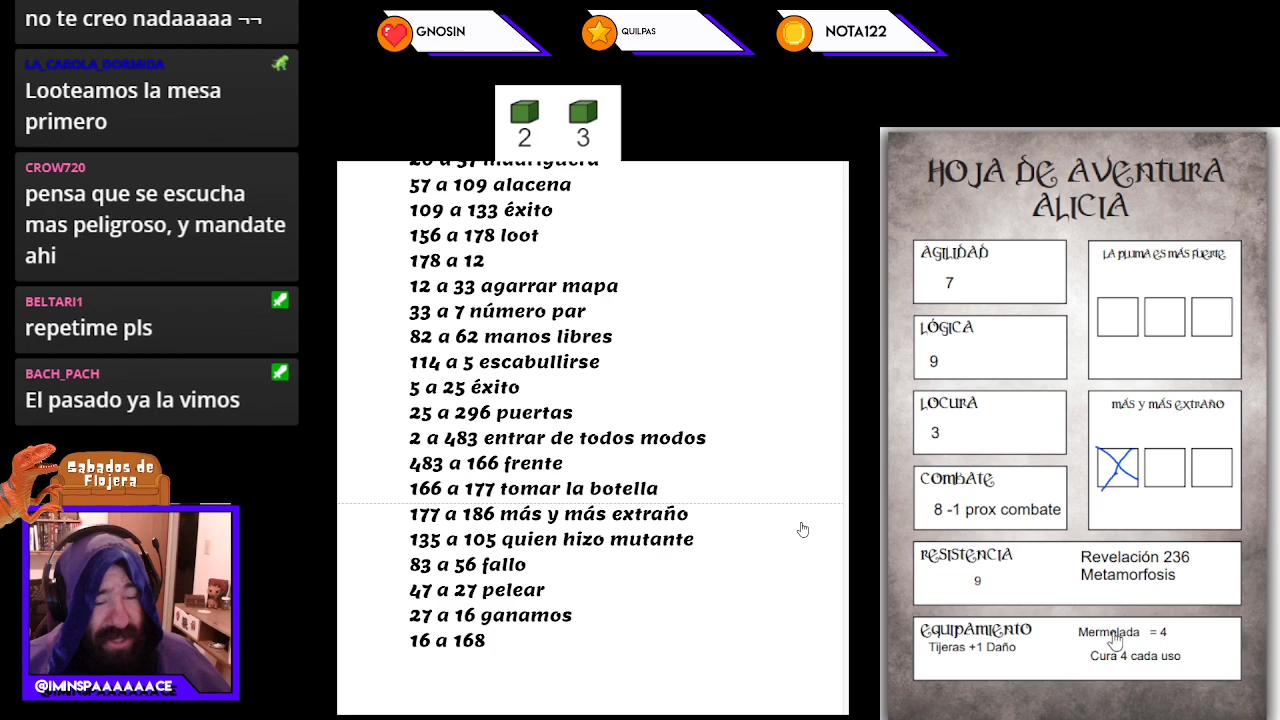 no te creo nadaaaaa ¬¬
LA_CABOLA_DORMIDA
Looteamos la mesa
primero
CROW720
pensa que se escucha
mas peligroso, y mandate
ahi
BELTARI1
repetime pls
BACH_PACH
El pasado ya la vimos
Sabados de
Flojera
@IMINSPAAAAAACE
GNOSIN
QUILPAS
NOTA122
2 3
57 a 109 alacena
109 a 133 éxito
156 a 178 loot
178 a 12
12 a 33 agarrar mapa
33 a 7 número par
82 a 62 manos libres
114 a 5 escabullirse
5 a 25 éxito
25 a 296 puertas
2 a 483 entrar de todos modos
483 a 166 frente
166 a 177 tomar la botella
177 a 186 más y más extraño
135 a 105 quien hizo mutante
83 a 56 fallo
47 a 27 pelear
27 a 16 ganamos
16 a 168
HOJA DE AVENTURA
ALICIA
AGILIDAD
7
LÓGICA
9
LOCURA
3
COMBATE
8 -1 prox combate
LA PLUMA ES MÁS FUERTE
MÁS Y MÁS EXTRAÑO
RESISTENCIA
9
Revelación 236
Metamorfosis
EQUIPAMIENTO
Tijeras +1 Daño
Mermelada = 4
Cura 4 cada uso